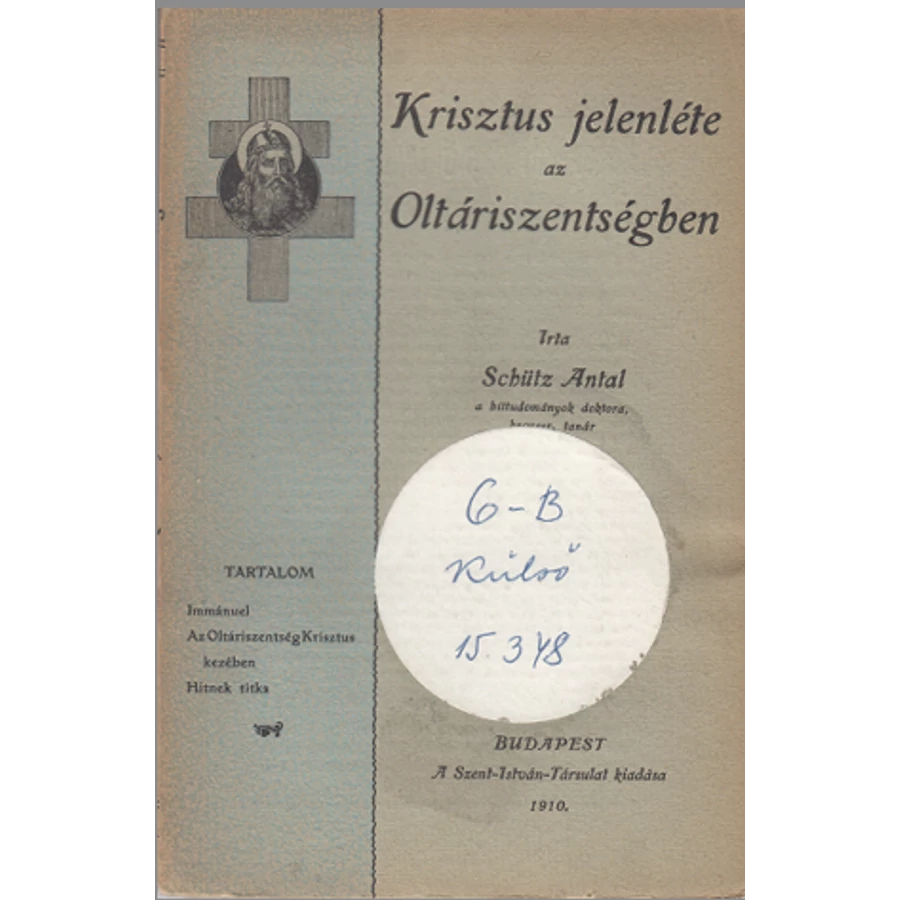 Krisztus jelenléte
az
Oltáriszentségben
Irta
Schütz Antal
a hittudományok doktora,
tanár
6-B
Külső
15.348
TARTALOM
Immánuel
Az Oltáriszentség Krisztus
kezében
Hitnek titka
BUDAPEST
A Szent-István-Társulat kiadása
1910.